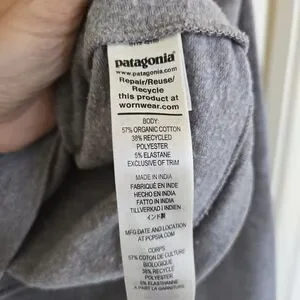 patagonia®
www.patagonia.com
Repair/Reuse/
Recycle
this product at
wornwear.com
BODY:
57% ORGANIC COTTON
38% RECYCLED
POLYESTER
5% ELASTANE
EXCLUSIVE OF TRIM
MADE IN INDIA
FABRIQUÉ EN INDE
HECHO EN INDIA
FATTO IN INDIA
TILLVERKAD I INDIEN
インド製
MFG DATE AND LOCATION
AT PCPSIA.COM
CORPS:
57% COTON DE CULTURE
BIOLOGIQUE
38% RECYCLE
POLYESTER
5% ELASTHANNE
À PART LA GARNITURE